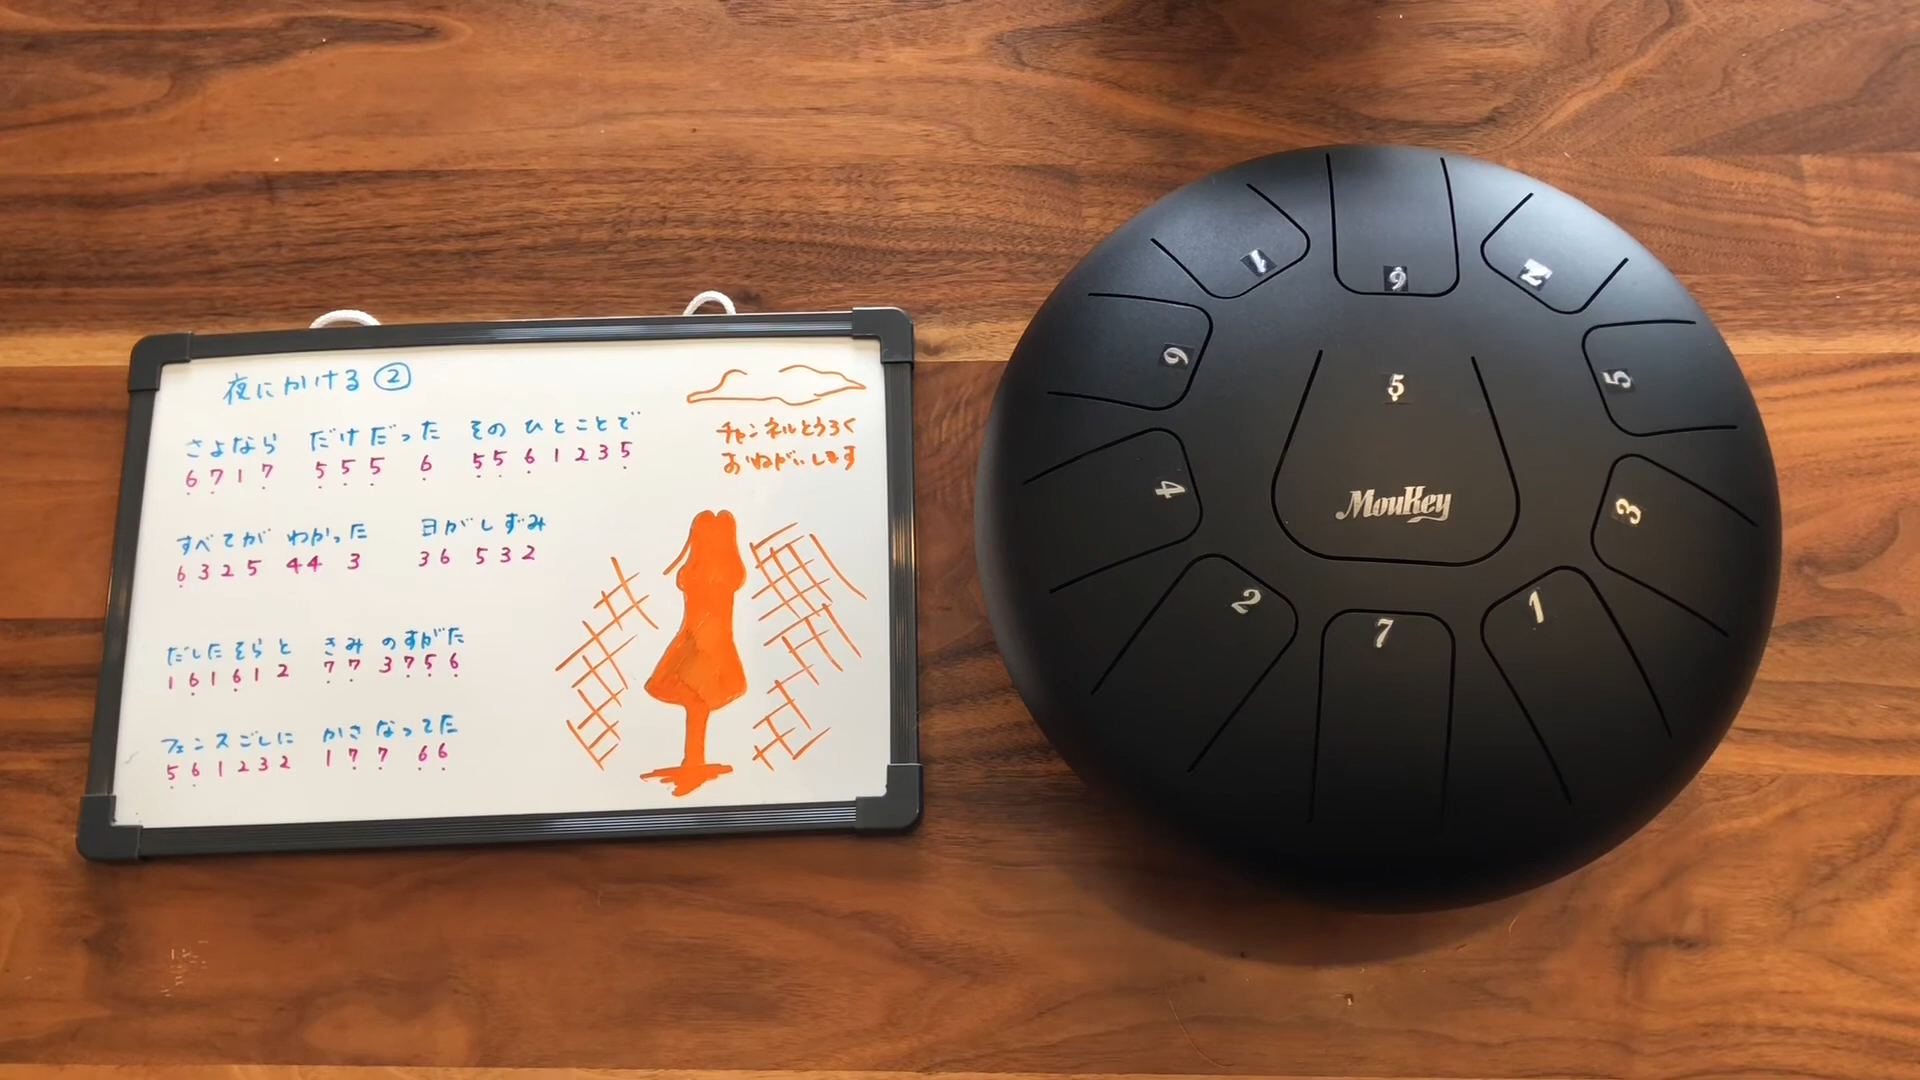 夜にかける ②
さよなら だけだった そのひとことで
6 7 1 7 5 5 5 6 5 5 6 1 2 3 5
すべてが わかった 日がしずみ
6 3 2 5 4 4 3 3 6 5 3 2
だしたそらと きみのすがた
1 6 1 6 1 2 7 7 3 7 5 6
フェンスごしに かさなってた
5 6 1 2 3 2 1 7 7 6 6
チャンネルとうろく
おねがいします
1
6
2
6
5
5
4
3
MouKey
2
7
1